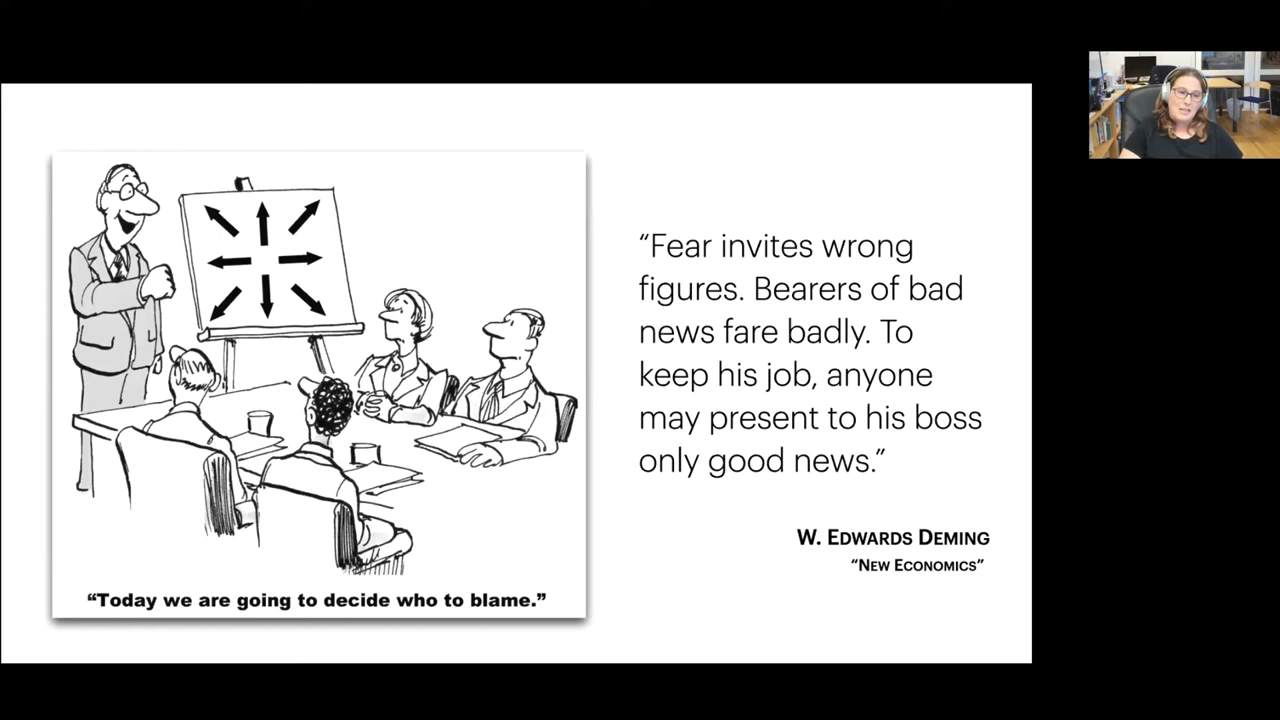 “Fear invites wrong
figures. Bearers of bad
news fare badly. To
keep his job, anyone
may present to his boss
only good news.”
W. Edwards Deming
“New Economics”
“Today we are going to decide who to blame.”